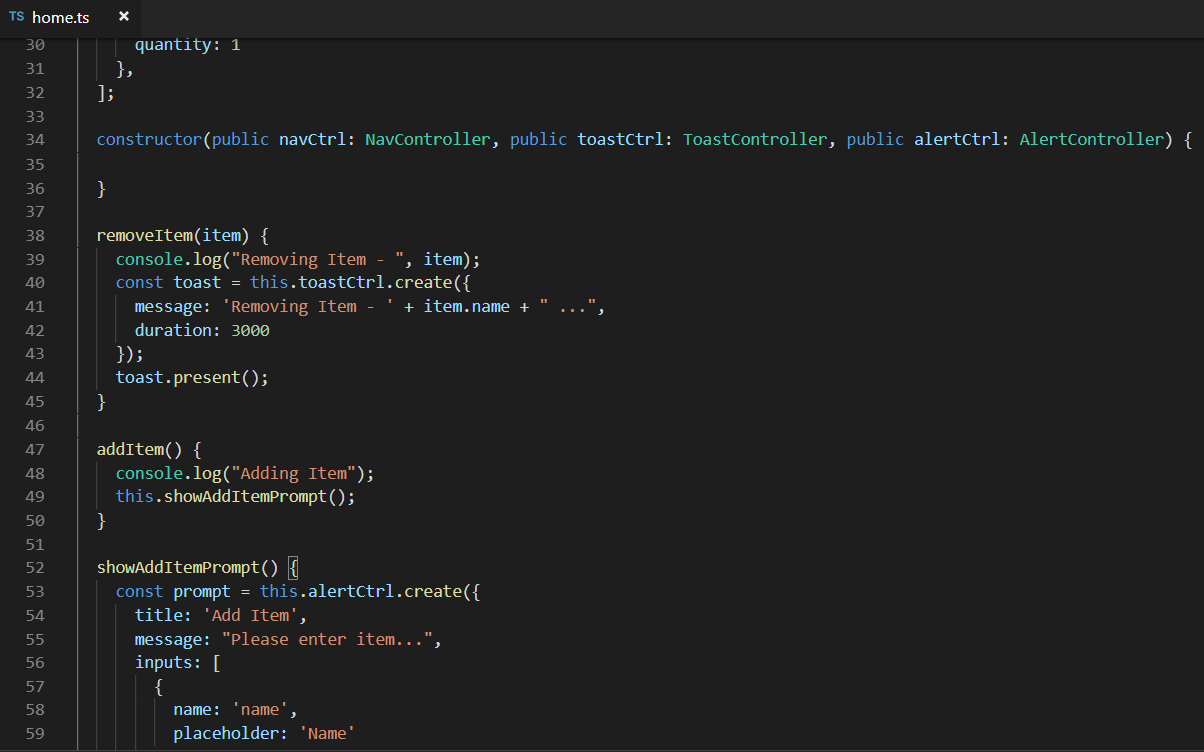 TS home.ts ×
30 quantity: 1
31 },
32 ];
33
34 constructor(public navCtrl: NavController, public toastCtrl: ToastController, public alertCtrl: AlertController) {
35
36 }
37
38 removeItem(item) {
39 console.log("Removing Item - ", item);
40 const toast = this.toastCtrl.create({
41 message: 'Removing Item - ' + item.name + " ...",
42 duration: 3000
43 });
44 toast.present();
45 }
46
47 addItem() {
48 console.log("Adding Item");
49 this.showAddItemPrompt();
50 }
51
52 showAddItemPrompt() {
53 const prompt = this.alertCtrl.create({
54 title: 'Add Item',
55 message: "Please enter item...",
56 inputs: [
57 {
58 name: 'name',
59 placeholder: 'Name'